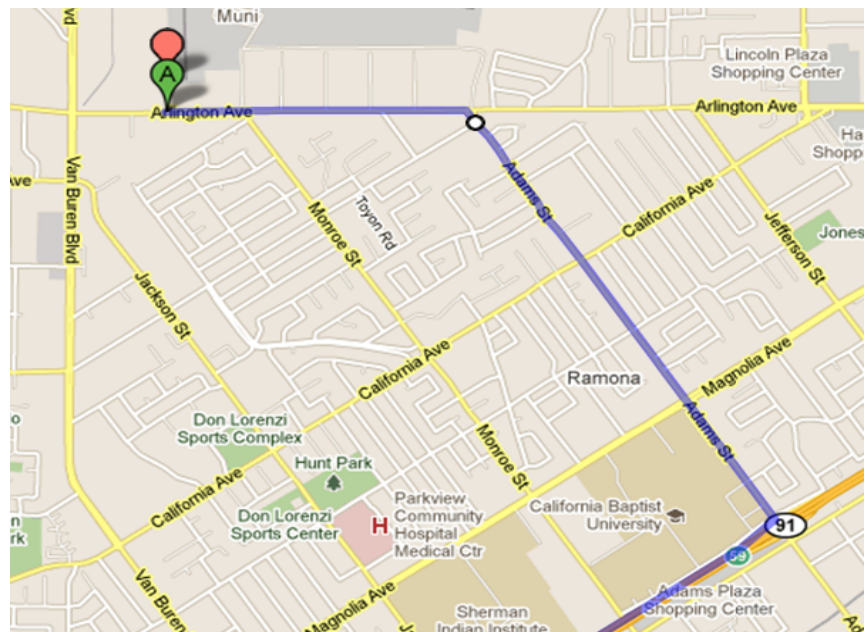 Muni
Lincoln Plaza
Shopping Center
A
Arlington Ave
Arlington Ave
Van Buren Blvd
Adams St
California Ave
Jefferson St
Jones
Monroe St
Toyon Rd
Jackson St
California Ave
Ramona
Magnolia Ave
Adams St
Don Lorenzi
Sports Complex
Monroe St
Hunt Park
California Ave
Don Lorenzi
Sports Center
H
Parkview
Community
Hospital
Medical Ctr
California Baptist
University
91
59
Van Buren
Magnolia Ave
Adams Plaza
Shopping Center
Sherman
Indian Institute